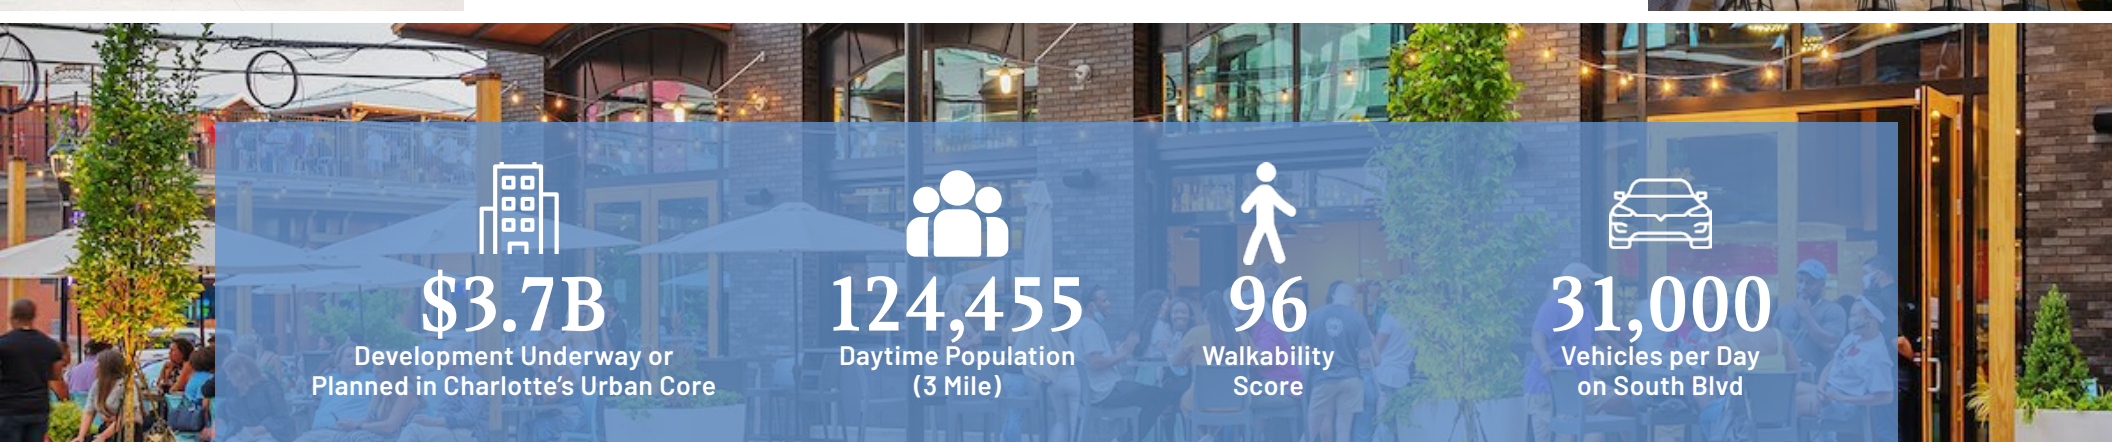 $3.7B
Development Underway or
Planned in Charlotte's Urban Core
124,455
Daytime Population
(3 Mile)
96
Walkability
Score
31,000
Vehicles per Day
on South Blvd